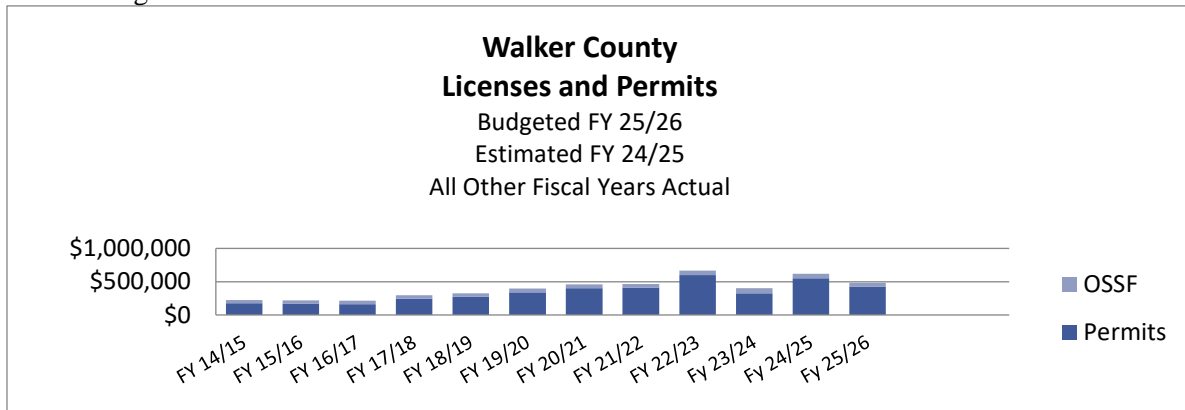 Walker County
Licenses and Permits
Budgeted FY 25/26
Estimated FY 24/25
All Other Fiscal Years Actual
$1,000,000
$500,000
$0
OSSF
Permits
FY 14/15
FY 15/16
FY 16/17
FY 17/18
FY 18/19
FY 19/20
FY 20/21
FY 21/22
FY 22/23
Fy 23/24
FY 24/25
Fy 25/26